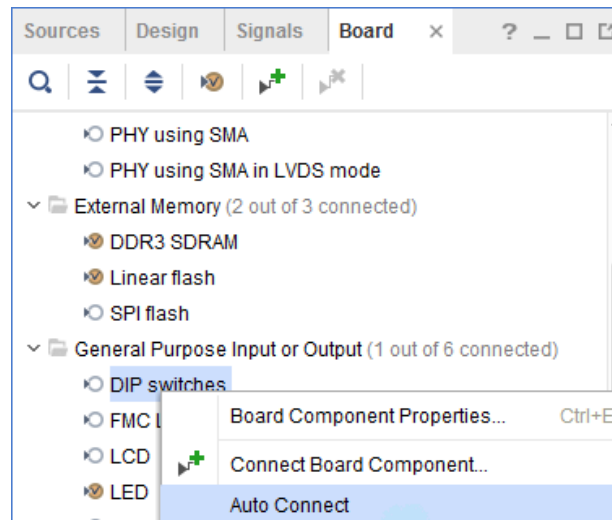 Sources Design Signals Board × ?
PHY using SMA
PHY using SMA in LVDS mode
External Memory (2 out of 3 connected)
DDR3 SDRAM
Linear flash
SPI flash
General Purpose Input or Output (1 out of 6 connected)
DIP switches
FMC
Board Component Properties... Ctrl+E
LCD
Connect Board Component...
LED
Auto Connect